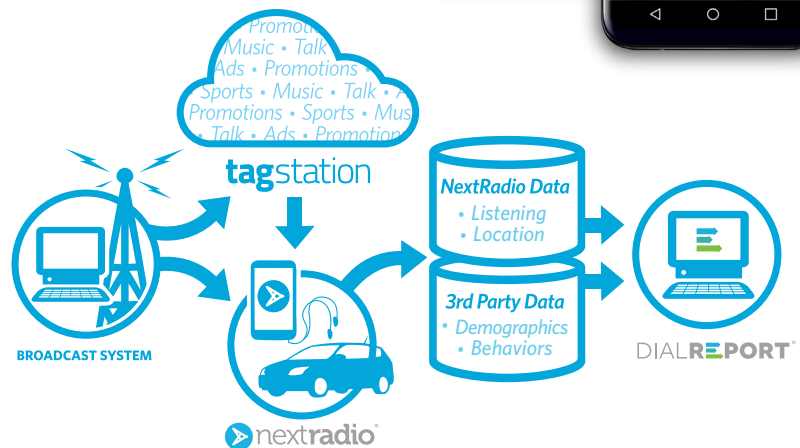 Promoti
Music • Talk
Ads • Promotions •
Sports • Music • Talk • A
Promotions • Sports • Mus
• Talk • Ads • Promotion
tagstation
NextRadio Data
• Listening
• Location
3rd Party Data
• Demographics
• Behaviors
BROADCAST SYSTEM
DIALREPORT®
nextradio®